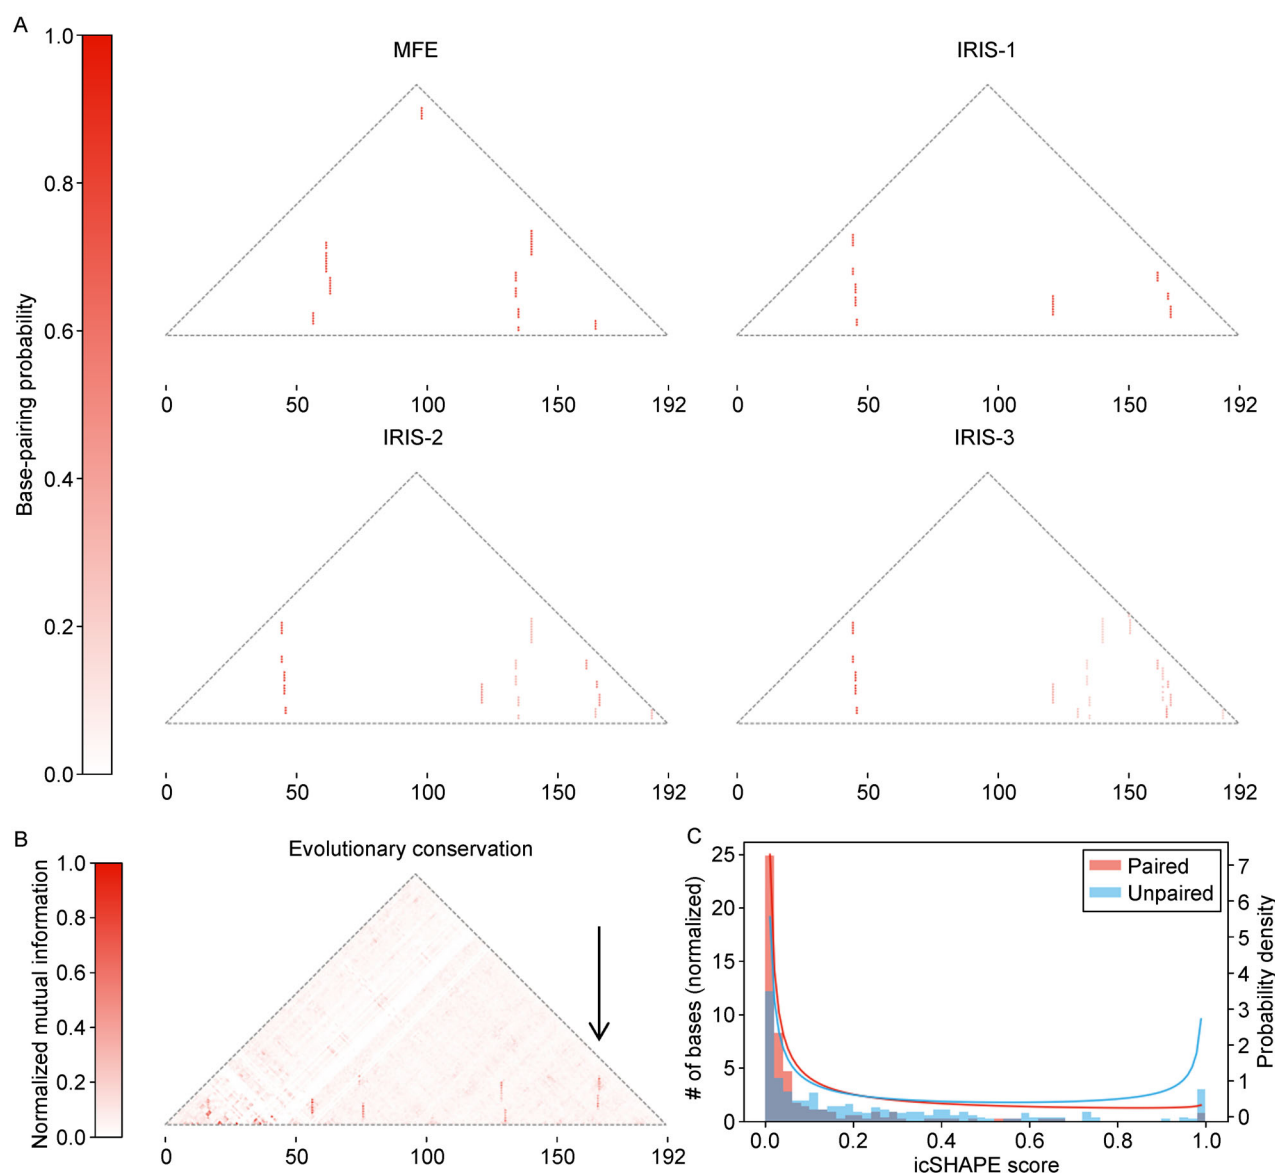 A
Base-pairing probability
1.0
0.8
0.6
0.4
0.2
0.0
MFE
0 50 100 150 192
IRIS-1
0 50 100 150 192
IRIS-2
0 50 100 150 192
IRIS-3
0 50 100 150 192
B
Normalized mutual information
1.0
0.8
0.6
0.4
0.2
0.0
Evolutionary conservation
0 50 100 150 192
C
# of bases (normalized)
25
20
15
10
5
0
Paired
Unpaired
7
6
5
4
3
2
1
0
Probability density
0.0 0.2 0.4 0.6 0.8 1.0
icSHAPE score